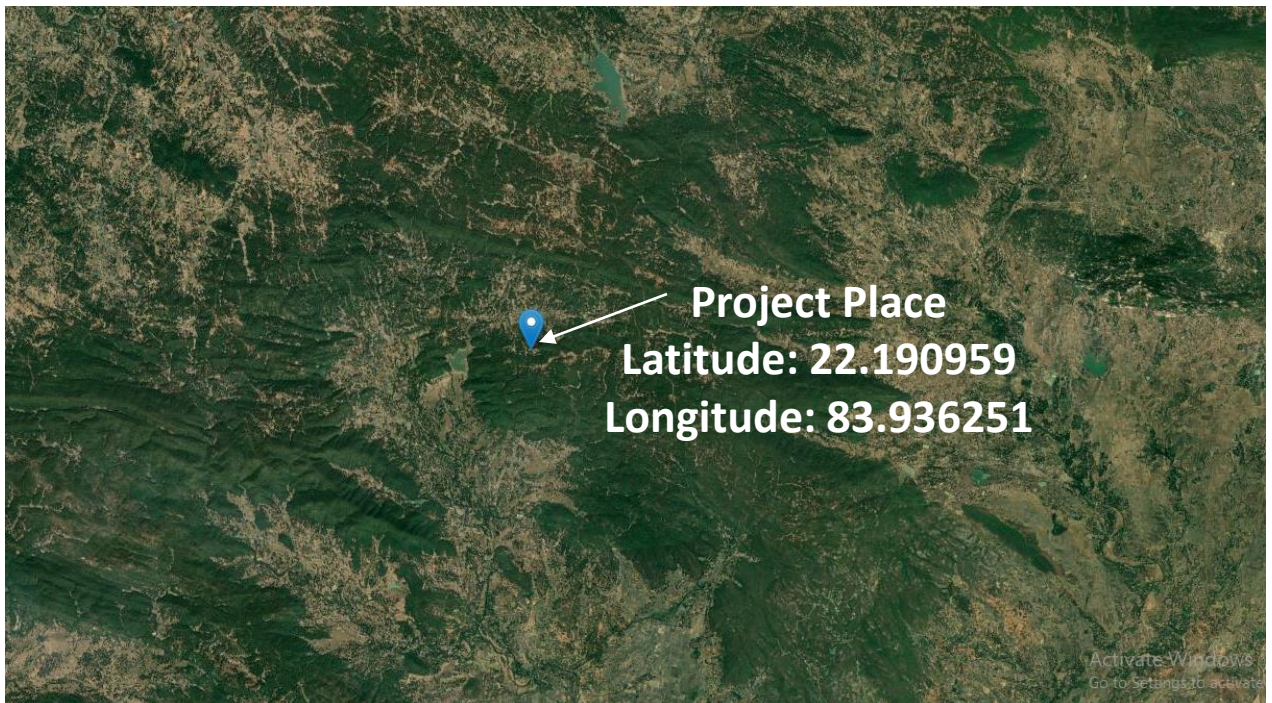 Project Place
Latitude: 22.190959
Longitude: 83.936251
Activate Windows
Go to Settings to activate